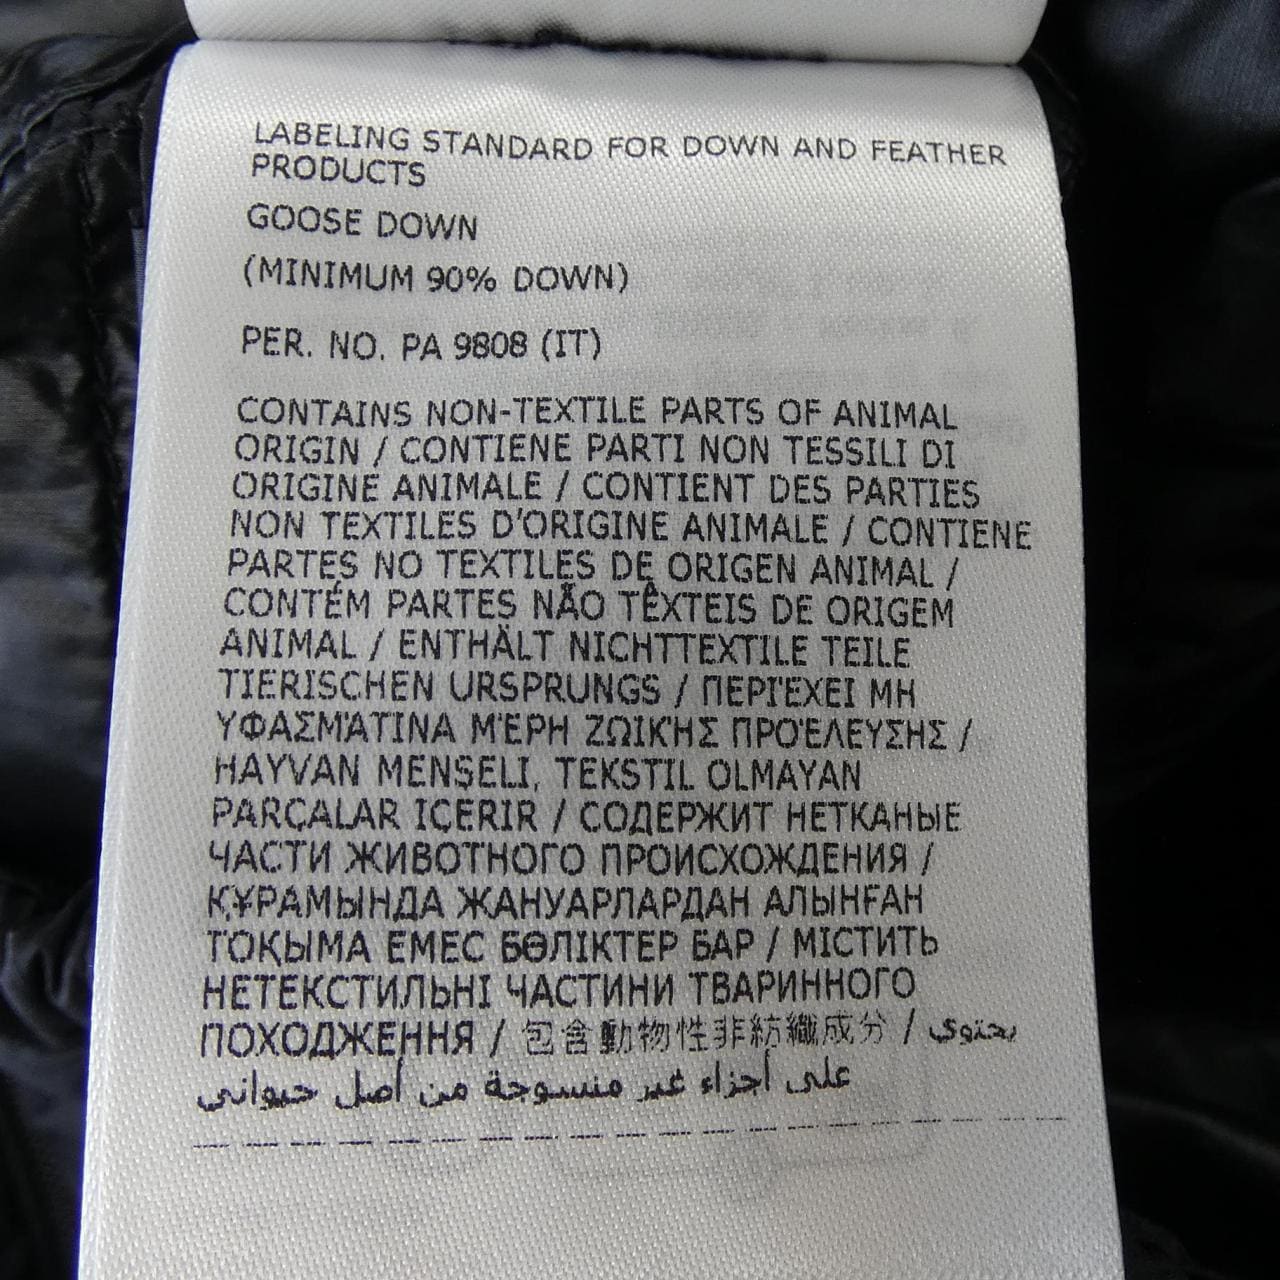 LABELING STANDARD FOR DOWN AND FEATHER
PRODUCTS
GOOSE DOWN
(MINIMUM 90% DOWN)
PER. NO. PA 9808 (IT)
CONTAINS NON-TEXTILE PARTS OF ANIMAL
ORIGIN / CONTIENE PARTI NON TESSILI DI
ORIGINE ANIMALE / CONTIENT DES PARTIES
NON TEXTILES D'ORIGINE ANIMALE / CONTIENE
PARTES NO TEXTILES DE ORIGEN ANIMAL /
CONTÉM PARTES NÃO TÊXTEIS DE ORIGEM
ANIMAL / ENTHÄLT NICHTTEXTILE TEILE
TIERISCHEN URSPRUNGS / ΠΕΡΙΈΧΕΙ ΜΗ
ΥΦΑΣΜΆΤΙΝΑ ΜΈΡΗ ΖΩΙΚΉΣ ΠΡΟΈΛΕΥΣΗΣ /
HAYVAN MENŞELI, TEKSTIL OLMAYAN
PARÇALAR IÇERIR / СОДЕРЖИТ НЕТКАНЫЕ
ЧАСТИ ЖИВОТНОГО ПРОИСХОЖДЕНИЯ /
ҚҰРАМЫНДА ЖАНУАРЛАРДАН АЛЫНҒАН
ТОҚЫМА ЕМЕС БӨЛІКТЕР БАР / МІСТИТЬ
НЕТЕКСТИЛЬНІ ЧАСТИНИ ТВАРИННОГО
ПОХОДЖЕННЯ / 包含動物性非紡織成分 / يحتوي
على أجزاء غير منسوجة من أصل حيواني